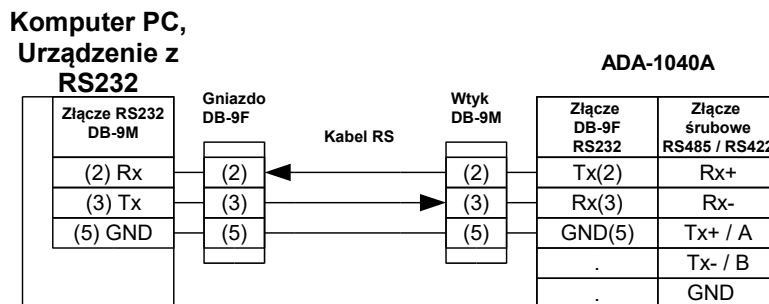 Komputer PC,
Urządzenie z
RS232
ADA-1040A
Złącze RS232
DB-9M
Gniazdo
DB-9F
Kabel RS
Wtyk
DB-9M
Złącze
DB-9F
RS232
Złącze
śrubowe
RS485 / RS422
(2) Rx
(2)
(2)
Tx(2)
Rx+
(3) Tx
(3)
(3)
Rx(3)
Rx-
(5) GND
(5)
(5)
GND(5)
Tx+ / A
.
Tx- / B
.
GND